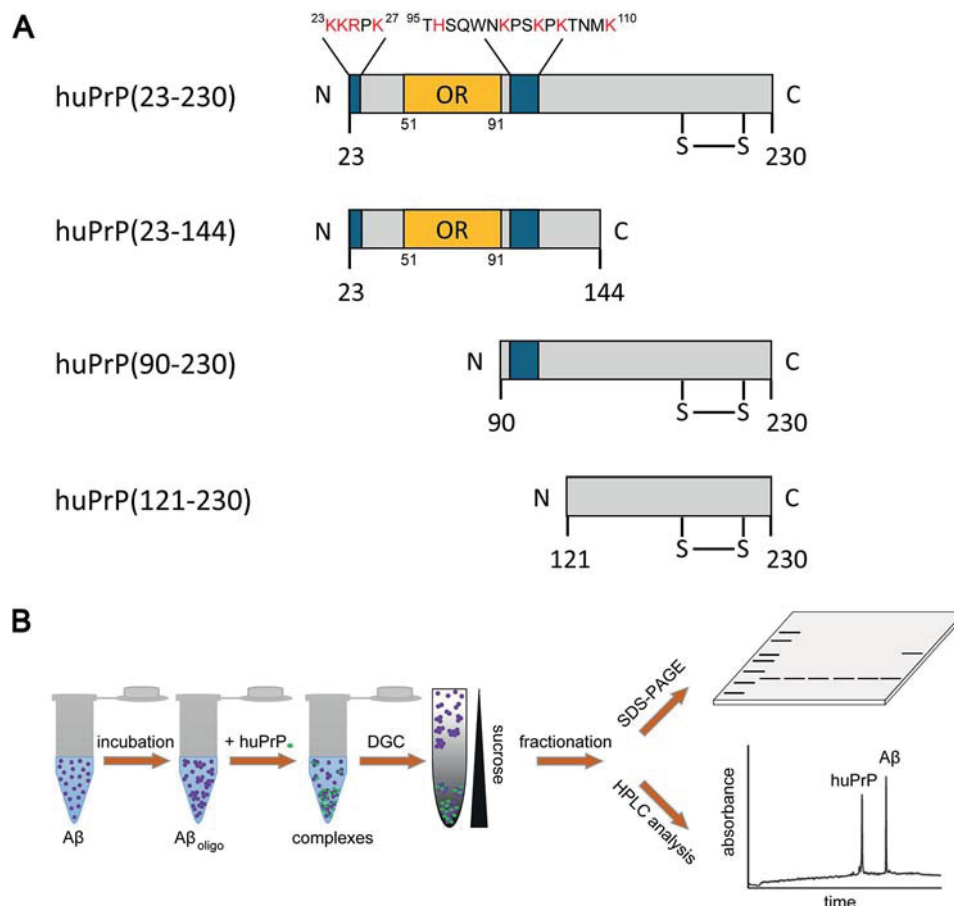 A
23KKRPK27 95THSQWNKPSKPKTNMK110
huPrP(23-230)
N OR C
51 91
S S
23 230
huPrP(23-144)
N OR C
51 91
23 144
huPrP(90-230)
N C
S S
90 230
huPrP(121-230)
N C
S S
121 230
B
incubation
+ huPrP
DGC
sucrose
fractionation
SDS-PAGE
HPLC analysis
Aβ
Aβoligo
complexes
absorbance
huPrP
Aβ
time